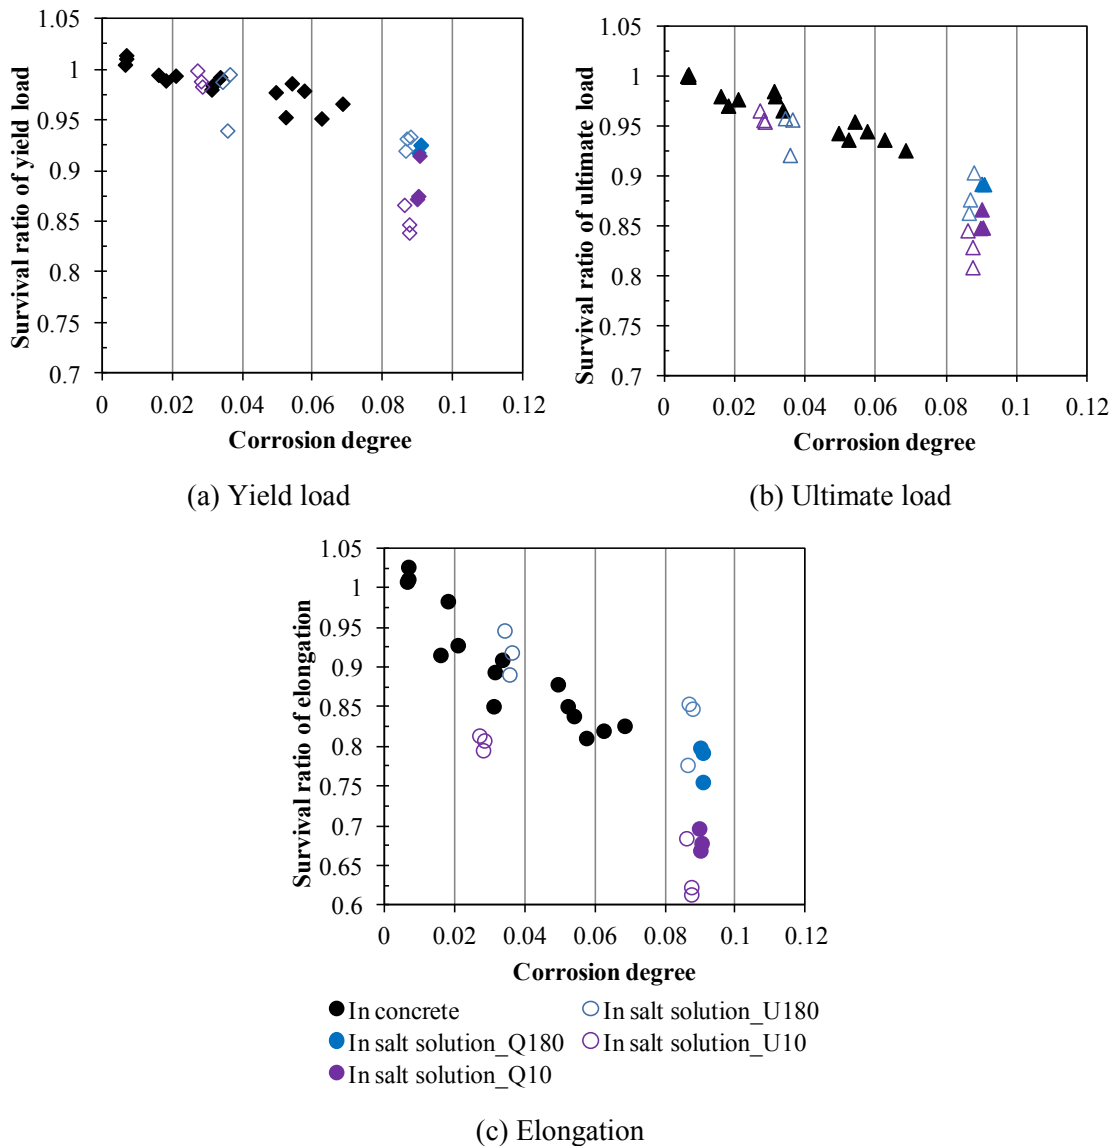 1.05
1
0.95
0.9
0.85
0.8
0.75
0.7
Survival ratio of yield load
0 0.02 0.04 0.06 0.08 0.1 0.12
Corrosion degree
(a) Yield load
1.05
1
0.95
0.9
0.85
0.8
0.75
0.7
Survival ratio of ultimate load
0 0.02 0.04 0.06 0.08 0.1 0.12
Corrosion degree
(b) Ultimate load
1.05
1
0.95
0.9
0.85
0.8
0.75
0.7
0.65
0.6
Survival ratio of elongation
0 0.02 0.04 0.06 0.08 0.1 0.12
Corrosion degree
In concrete In salt solution_U180
In salt solution_Q180 In salt solution_U10
In salt solution_Q10
(c) Elongation